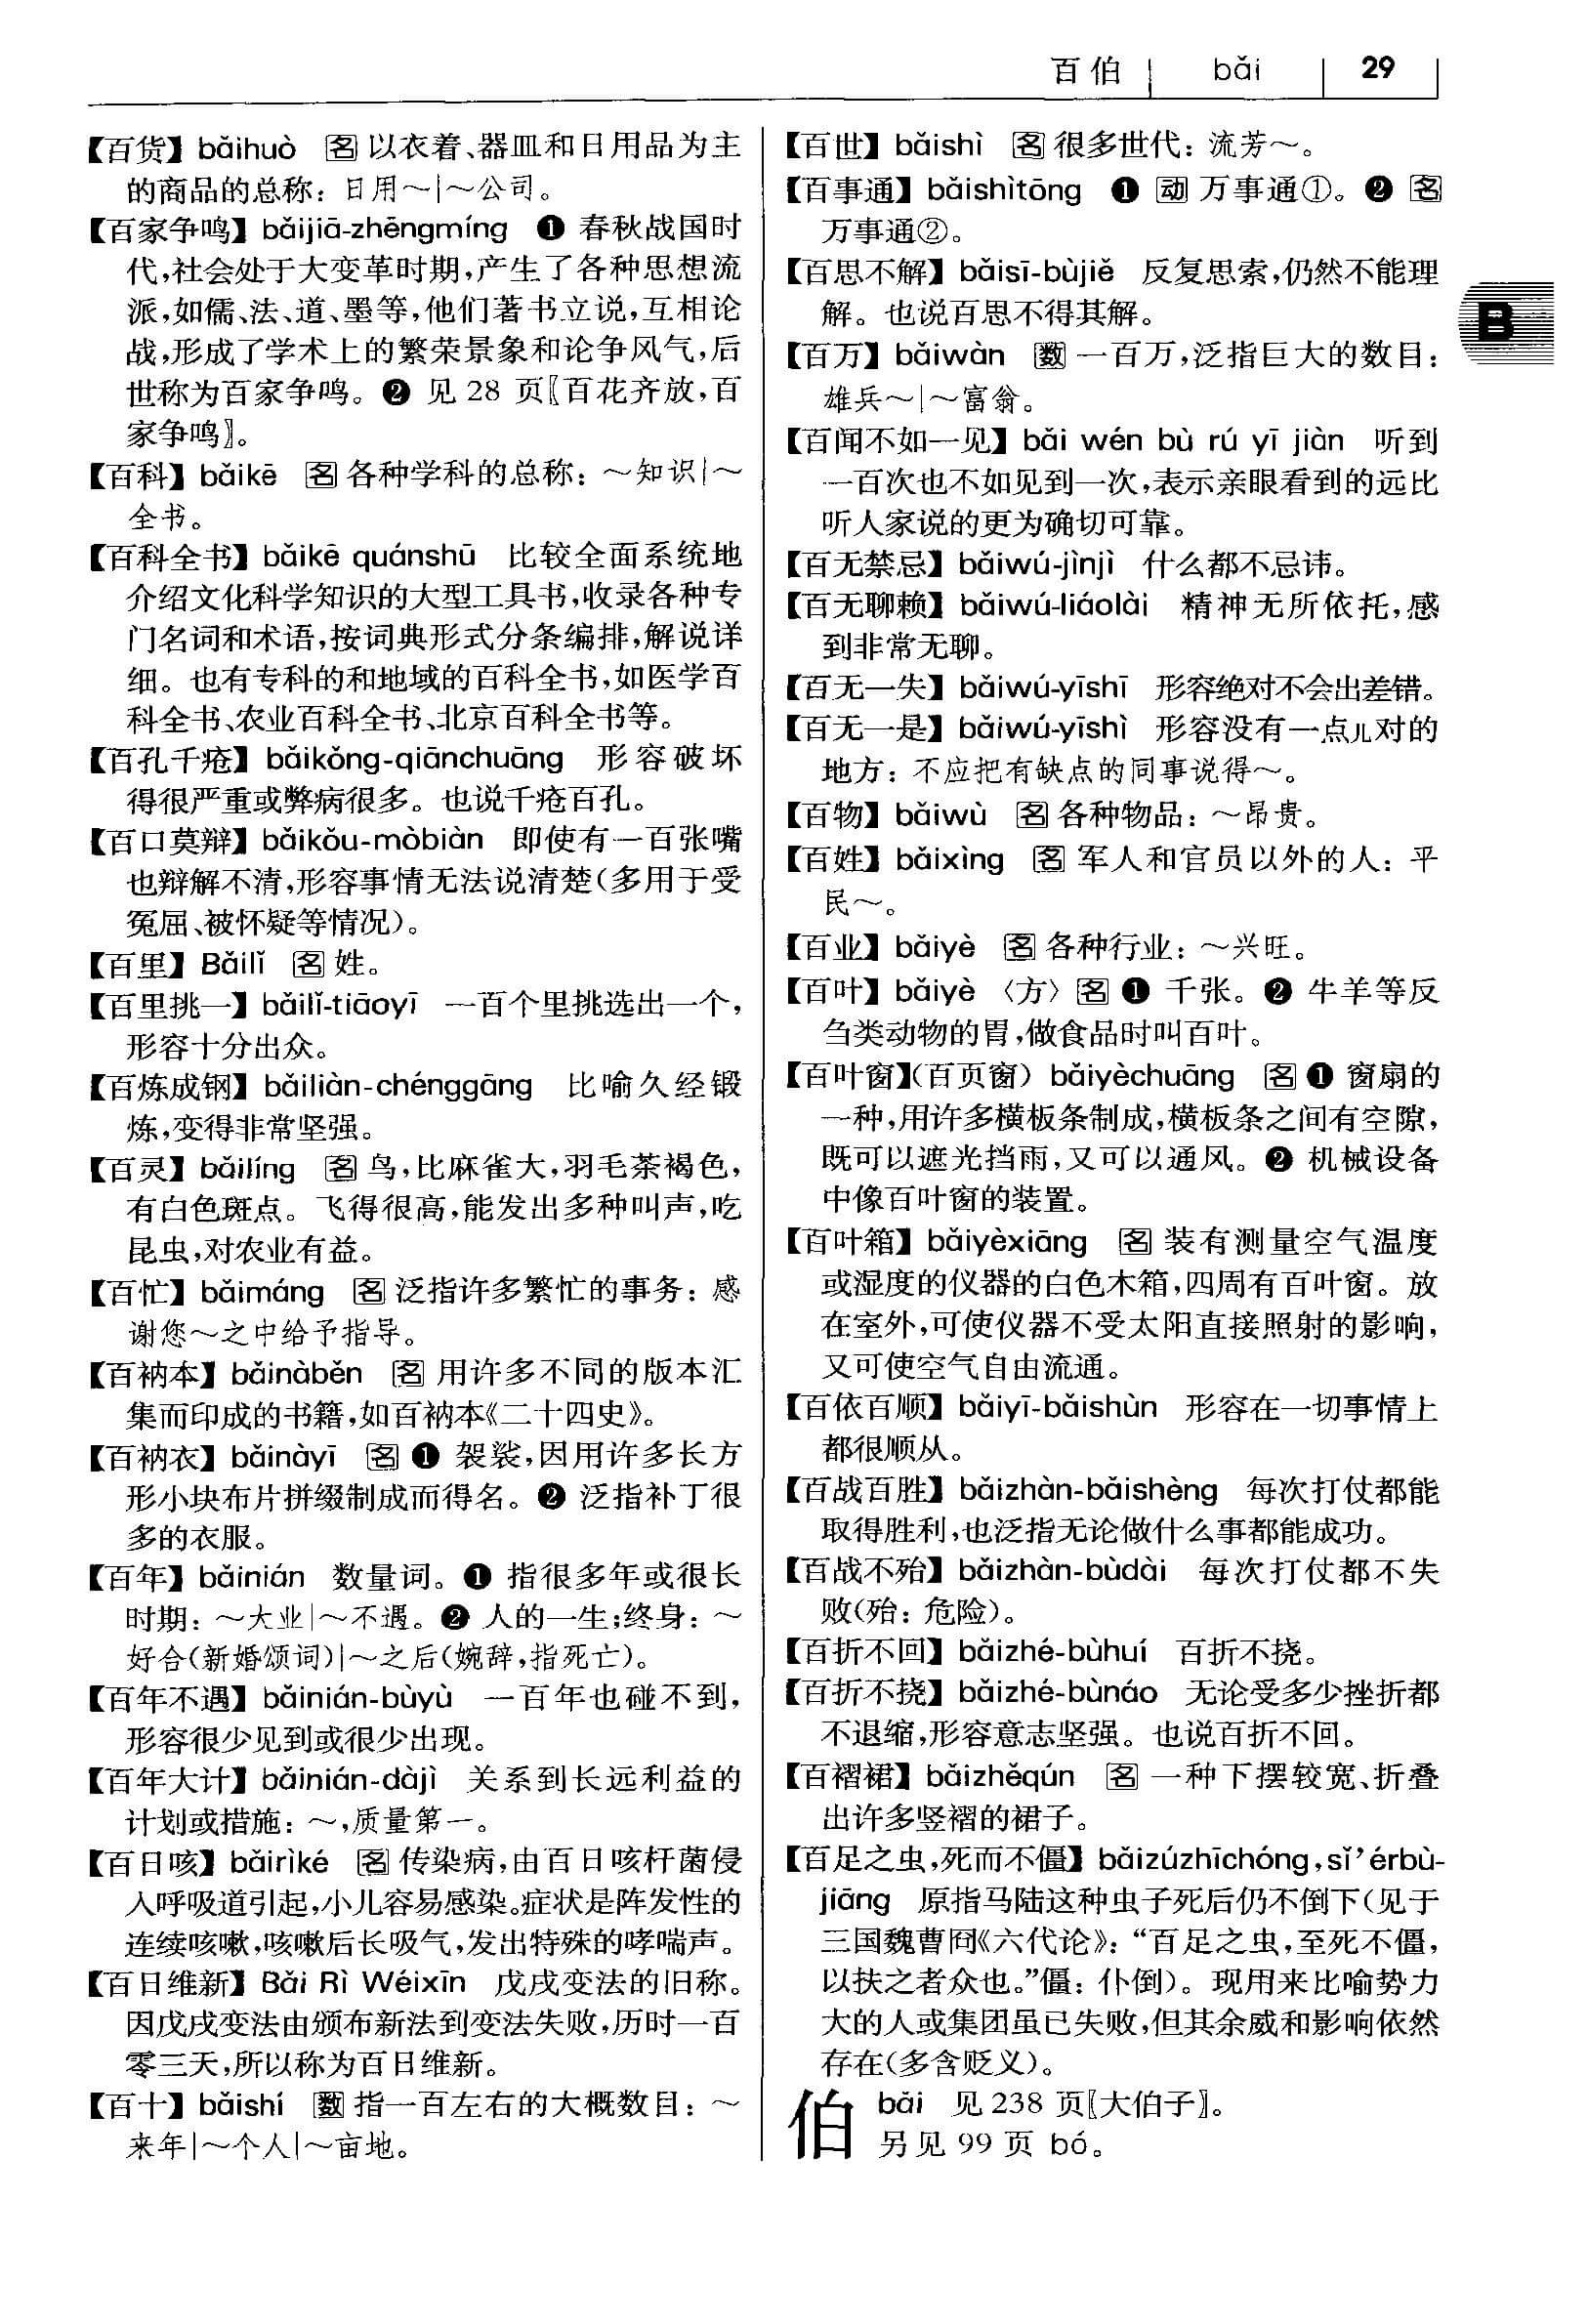 百伯 bǎi 29
【百货】 bǎihuò 名 以衣着、器皿和日用品为主
的商品的总称：日用～|～公司。
【百家争鸣】 bǎijiā-zhēngmíng ❶ 春秋战国时
代,社会处于大变革时期,产生了各种思想流
派,如儒、法、道、墨等,他们著书立说,互相论
战,形成了学术上的繁荣景象和论争风气,后
世称为百家争鸣。❷ 见 28 页〖百花齐放,百
家争鸣〗。
【百科】 bǎikē 名 各种学科的总称：～知识|～
全书。
【百科全书】 bǎikē quánshū 比较全面系统地
介绍文化科学知识的大型工具书,收录各种专
门名词和术语,按词典形式分条编排,解说详
细。也有专科的和地域的百科全书,如医学百
科全书、农业百科全书、北京百科全书等。
【百孔千疮】 bǎikǒng-qiānchuāng 形容破坏
得很严重或弊病很多。也说千疮百孔。
【百口莫辩】 bǎikǒu-mòbiàn 即使有一百张嘴
也辩解不清,形容事情无法说清楚(多用于受
冤屈、被怀疑等情况)。
【百里】 Bǎilǐ 名 姓。
【百里挑一】 bǎilǐ-tiāoyī 一百个里挑选出一个,
形容十分出众。
【百炼成钢】 bǎiliàn-chénggāng 比喻久经锻
炼,变得非常坚强。
【百灵】 bǎilíng 名 鸟,比麻雀大,羽毛茶褐色,
有白色斑点。飞得很高,能发出多种叫声,吃
昆虫,对农业有益。
【百忙】 bǎimáng 名 泛指许多繁忙的事务：感
谢您～之中给予指导。
【百衲本】 bǎinàběn 名 用许多不同的版本汇
集而印成的书籍,如百衲本《二十四史》。
【百衲衣】 bǎinàyī 名 ❶ 袈裟,因用许多长方
形小块布片拼缀制成而得名。❷ 泛指补丁很
多的衣服。
【百年】 bǎinián 数量词。❶ 指很多年或很长
时期：～大业|～不遇。❷ 人的一生;终身：～
好合(新婚颂词)|～之后(婉辞,指死亡)。
【百年不遇】 bǎinián-bùyù 一百年也碰不到,
形容很少见到或很少出现。
【百年大计】 bǎinián-dàjì 关系到长远利益的
计划或措施：～,质量第一。
【百日咳】 bǎirìké 名 传染病,由百日咳杆菌侵
入呼吸道引起,小儿容易感染。症状是阵发性的
连续咳嗽,咳嗽后长吸气,发出特殊的哮喘声。
【百日维新】 Bǎi Rì Wéixīn 戊戌变法的旧称。
因戊戌变法由颁布新法到变法失败,历时一百
零三天,所以称为百日维新。
【百十】 bǎishí 数 指一百左右的大概数目：～
来年|～个人|～亩地。
【百世】 bǎishì 名 很多世代：流芳～。
【百事通】 bǎishìtōng ❶ 动 万事通①。❷ 名
万事通②。
【百思不解】 bǎisī-bùjiě 反复思索,仍然不能理
解。也说百思不得其解。
【百万】 bǎiwàn 数 一百万,泛指巨大的数目：
雄兵～|～富翁。
【百闻不如一见】 bǎi wén bù rú yī jiàn 听到
一百次也不如见到一次,表示亲眼看到的远比
听人家说的更为确切可靠。
【百无禁忌】 bǎiwú-jìnjì 什么都不忌讳。
【百无聊赖】 bǎiwú-liáolài 精神无所依托,感
到非常无聊。
【百无一失】 bǎiwú-yīshī 形容绝对不会出差错。
【百无一是】 bǎiwú-yīshì 形容没有一点儿对的
地方：不应把有缺点的同事说得～。
【百物】 bǎiwù 名 各种物品：～昂贵。
【百姓】 bǎixìng 名 军人和官员以外的人：平
民～。
【百业】 bǎiyè 名 各种行业：～兴旺。
【百叶】 bǎiyè 〈方〉 名 ❶ 千张。❷ 牛羊等反
刍类动物的胃,做食品时叫百叶。
【百叶窗】(百页窗) bǎiyèchuāng 名 ❶ 窗扇的
一种,用许多横板条制成,横板条之间有空隙,
既可以遮光挡雨,又可以通风。❷ 机械设备
中像百叶窗的装置。
【百叶箱】 bǎiyèxiāng 名 装有测量空气温度
或湿度的仪器的白色木箱,四周有百叶窗。放
在室外,可使仪器不受太阳直接照射的影响,
又可使空气自由流通。
【百依百顺】 bǎiyī-bǎishùn 形容在一切事情上
都很顺从。
【百战百胜】 bǎizhàn-bǎishèng 每次打仗都能
取得胜利,也泛指无论做什么事都能成功。
【百战不殆】 bǎizhàn-bùdài 每次打仗都不失
败(殆：危险)。
【百折不回】 bǎizhé-bùhuí 百折不挠。
【百折不挠】 bǎizhé-bùnáo 无论受多少挫折都
不退缩,形容意志坚强。也说百折不回。
【百褶裙】 bǎizhěqún 名 一种下摆较宽、折叠
出许多竖褶的裙子。
【百足之虫,死而不僵】 bǎizúzhīchóng,sǐ'érbù-
jiāng 原指马陆这种虫子死后仍不倒下(见于
三国魏曹冏《六代论》：“百足之虫,至死不僵,
以扶之者众也。”僵：仆倒)。现用来比喻势力
大的人或集团虽已失败,但其余威和影响依然
存在(多含贬义)。
伯 bǎi 见 238 页〖大伯子〗。
另见 99 页 bó。
B